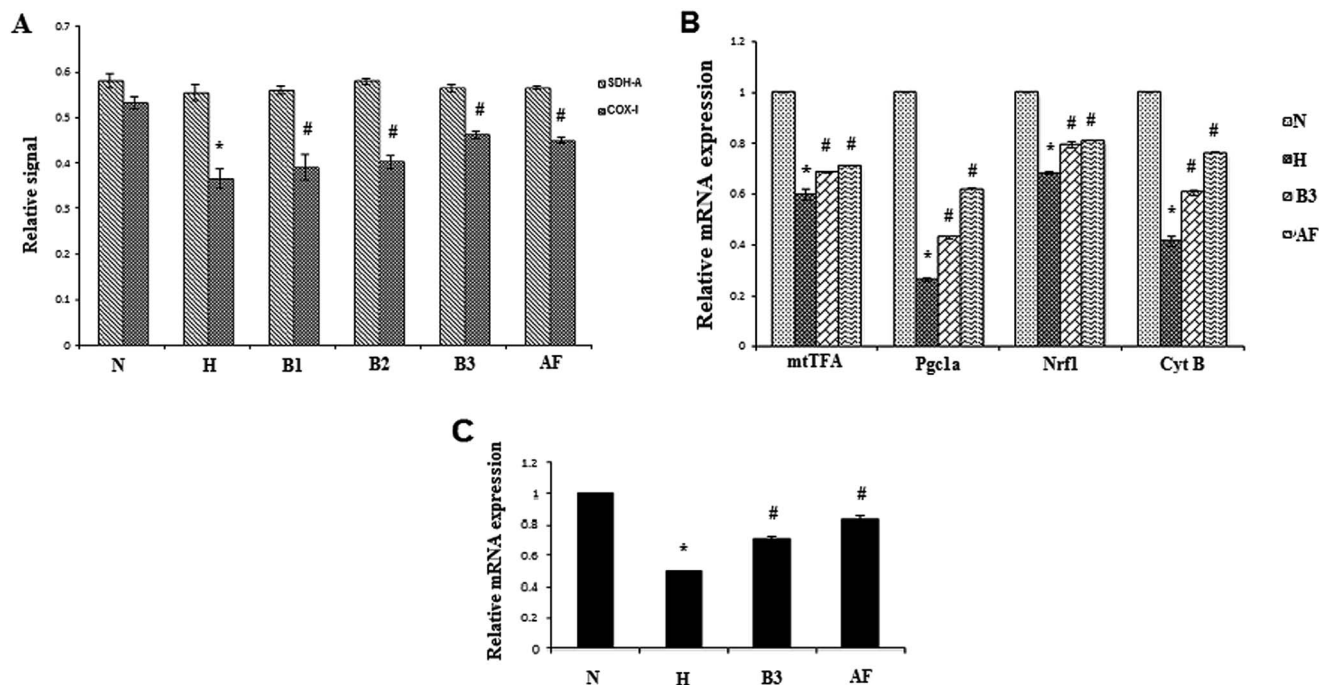 A
Relative signal
0.7
0.6
0.5
0.4
0.3
0.2
0.1
0
*
#
#
#
#
N H B1 B2 B3 AF
SDH-A
COX-I
B
Relative mRNA expression
1.2
1
0.8
0.6
0.4
0.2
0
* # #
* # #
* # #
* # #
mtTFA Pgc1a Nrf1 Cyt B
N
H
B3
AF
C
Relative mRNA expression
1.2
1
0.8
0.6
0.4
0.2
0
*
#
#
N H B3 AF